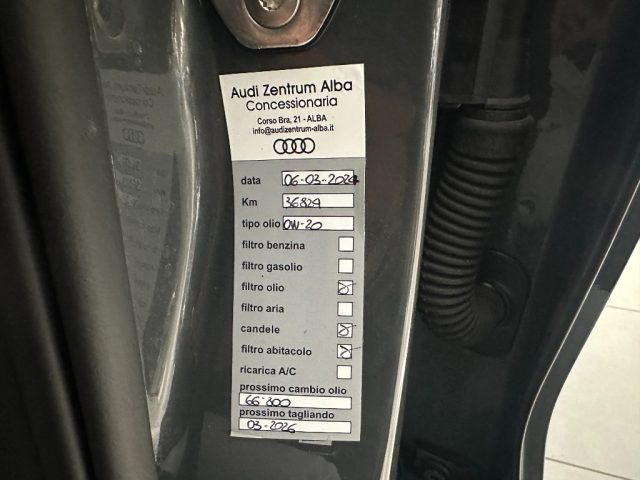 Audi Zentrum Alba
Concessionaria
Corso Bra, 21 - ALBA
info@audizentrum-alba.it
data 06-03-2024
Km 36824
tipo olio 0W-20
filtro benzina
filtro gasolio
filtro olio
filtro aria
candele
filtro abitacolo
ricarica A/C
prossimo cambio olio
66-800
prossimo tagliando
03-2026